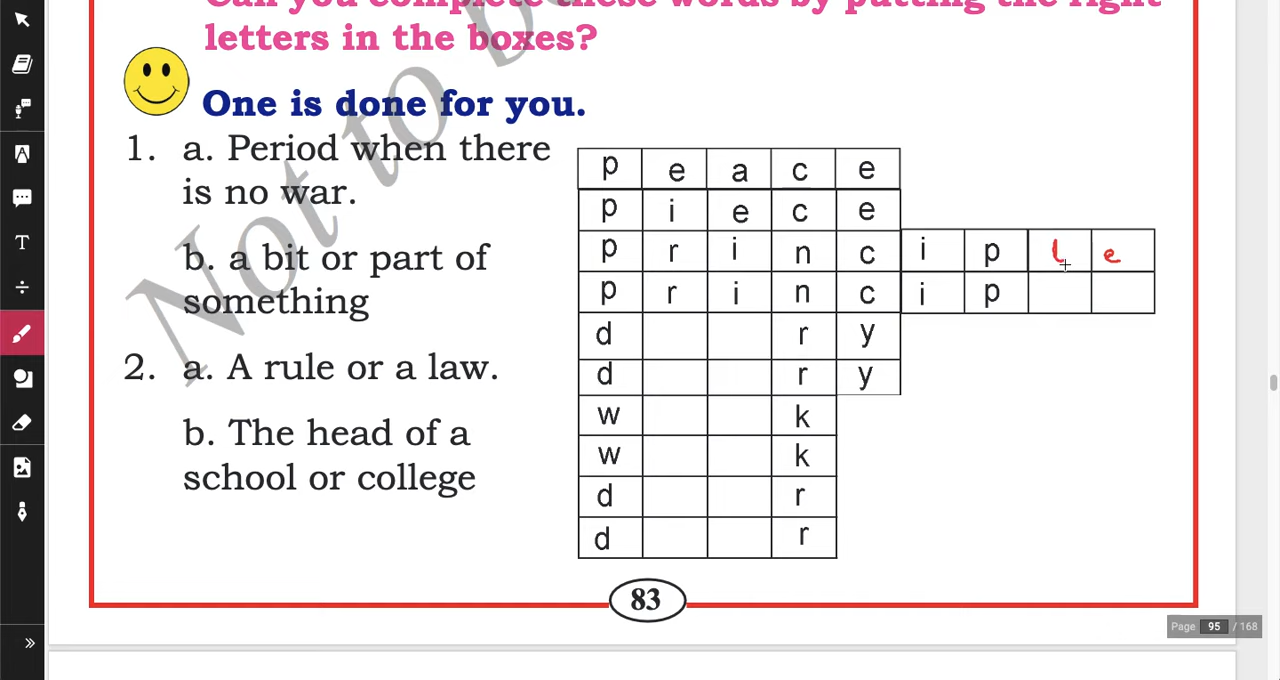 Can you complete these words by putting the right
letters in the boxes?
One is done for you.
1. a. Period when there
is no war.
b. a bit or part of
something
2. a. A rule or a law.
b. The head of a
school or college
p e a c e
p i e c e
p r i n c i p l e
p r i n c i p
d r y
d r y
w k
w k
d r
d r
Not to be
83
Page 95 / 168